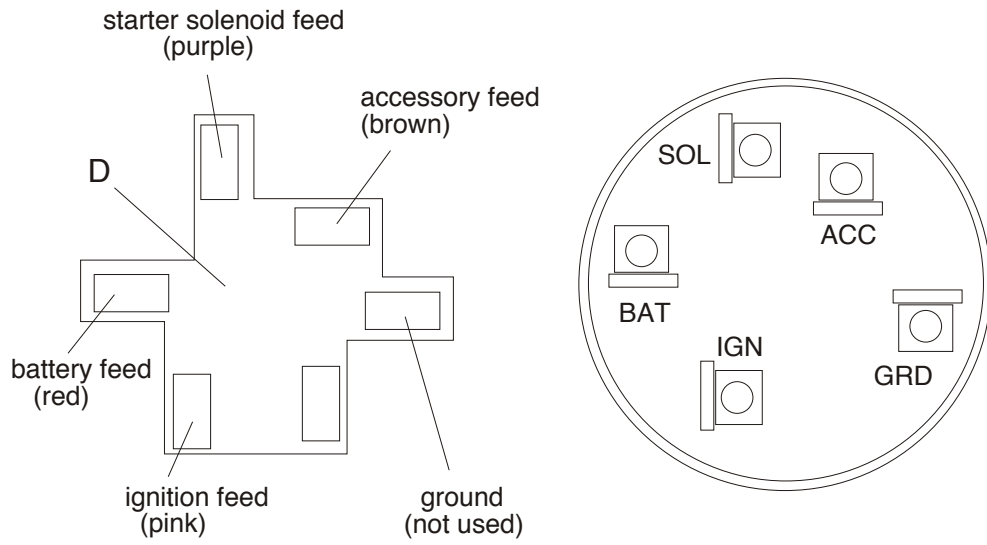 starter solenoid feed
(purple)
accessory feed
(brown)
D
battery feed
(red)
ignition feed
(pink)
ground
(not used)
SOL
ACC
BAT
IGN
GRD